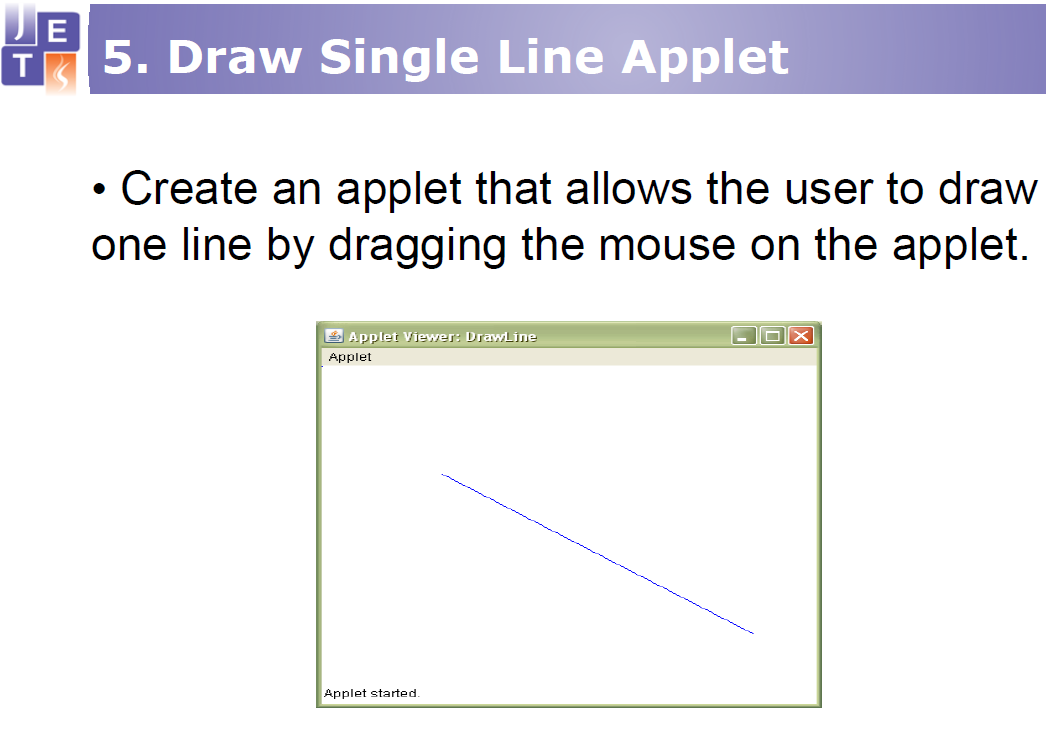 J E
T
5. Draw Single Line Applet
• Create an applet that allows the user to draw
one line by dragging the mouse on the applet.
Applet Viewer: DrawLine
Applet
Applet started.